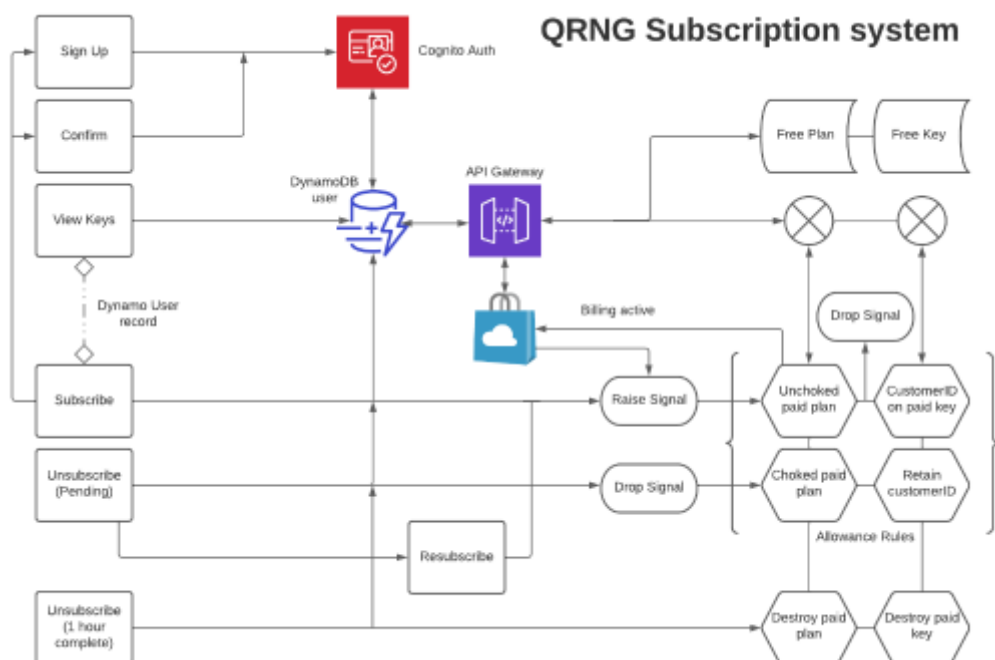 QRNG Subscription system
Sign Up
Cognito Auth
Confirm
Free Plan
Free Key
API Gateway
DynamoDB
user
View Keys
</>
Dynamo User
record
Billing active
Drop Signal
Subscribe
Raise Signal
Unchoked
paid plan
CustomerID
on paid key
Unsubscribe
(Pending)
Drop Signal
Choked paid
plan
Retain
customerID
Allowance Rules
Resubscribe
Unsubscribe
(1 hour
complete)
Destroy paid
plan
Destroy paid
key